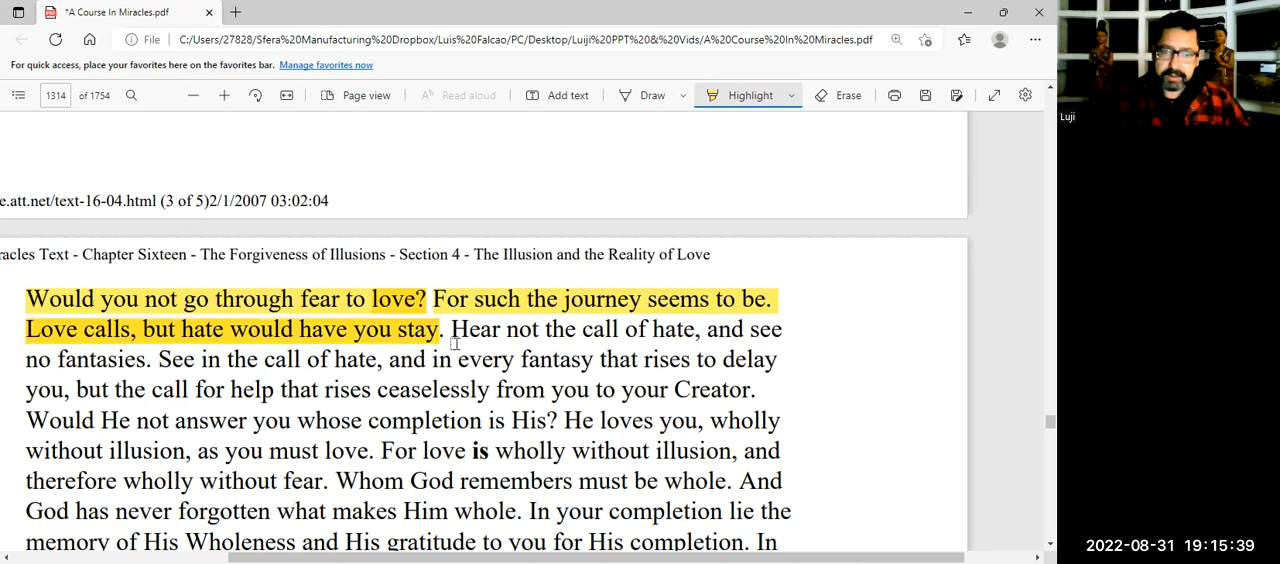 *A Course In Miracles.pdf
File C:/Users/27828/Sfera%20Manufacturing%20Dropbox/Luis%20Falcao/PC/Desktop/Luiji%20PPT%20&%20Vids/A%20Course%20In%20Miracles.pdf
For quick access, place your favorites here on the favorites bar. Manage favorites now
1314 of 1754 Page view Read aloud Add text Draw Highlight Erase
Luji
e.att.net/text-16-04.html (3 of 5)2/1/2007 03:02:04
racles Text - Chapter Sixteen - The Forgiveness of Illusions - Section 4 - The Illusion and the Reality of Love
Would you not go through fear to love? For such the journey seems to be.
Love calls, but hate would have you stay. Hear not the call of hate, and see
no fantasies. See in the call of hate, and in every fantasy that rises to delay
you, but the call for help that rises ceaselessly from you to your Creator.
Would He not answer you whose completion is His? He loves you, wholly
without illusion, as you must love. For love is wholly without illusion, and
therefore wholly without fear. Whom God remembers must be whole. And
God has never forgotten what makes Him whole. In your completion lie the
memory of His Wholeness and His gratitude to you for His completion. In
2022-08-31 19:15:39